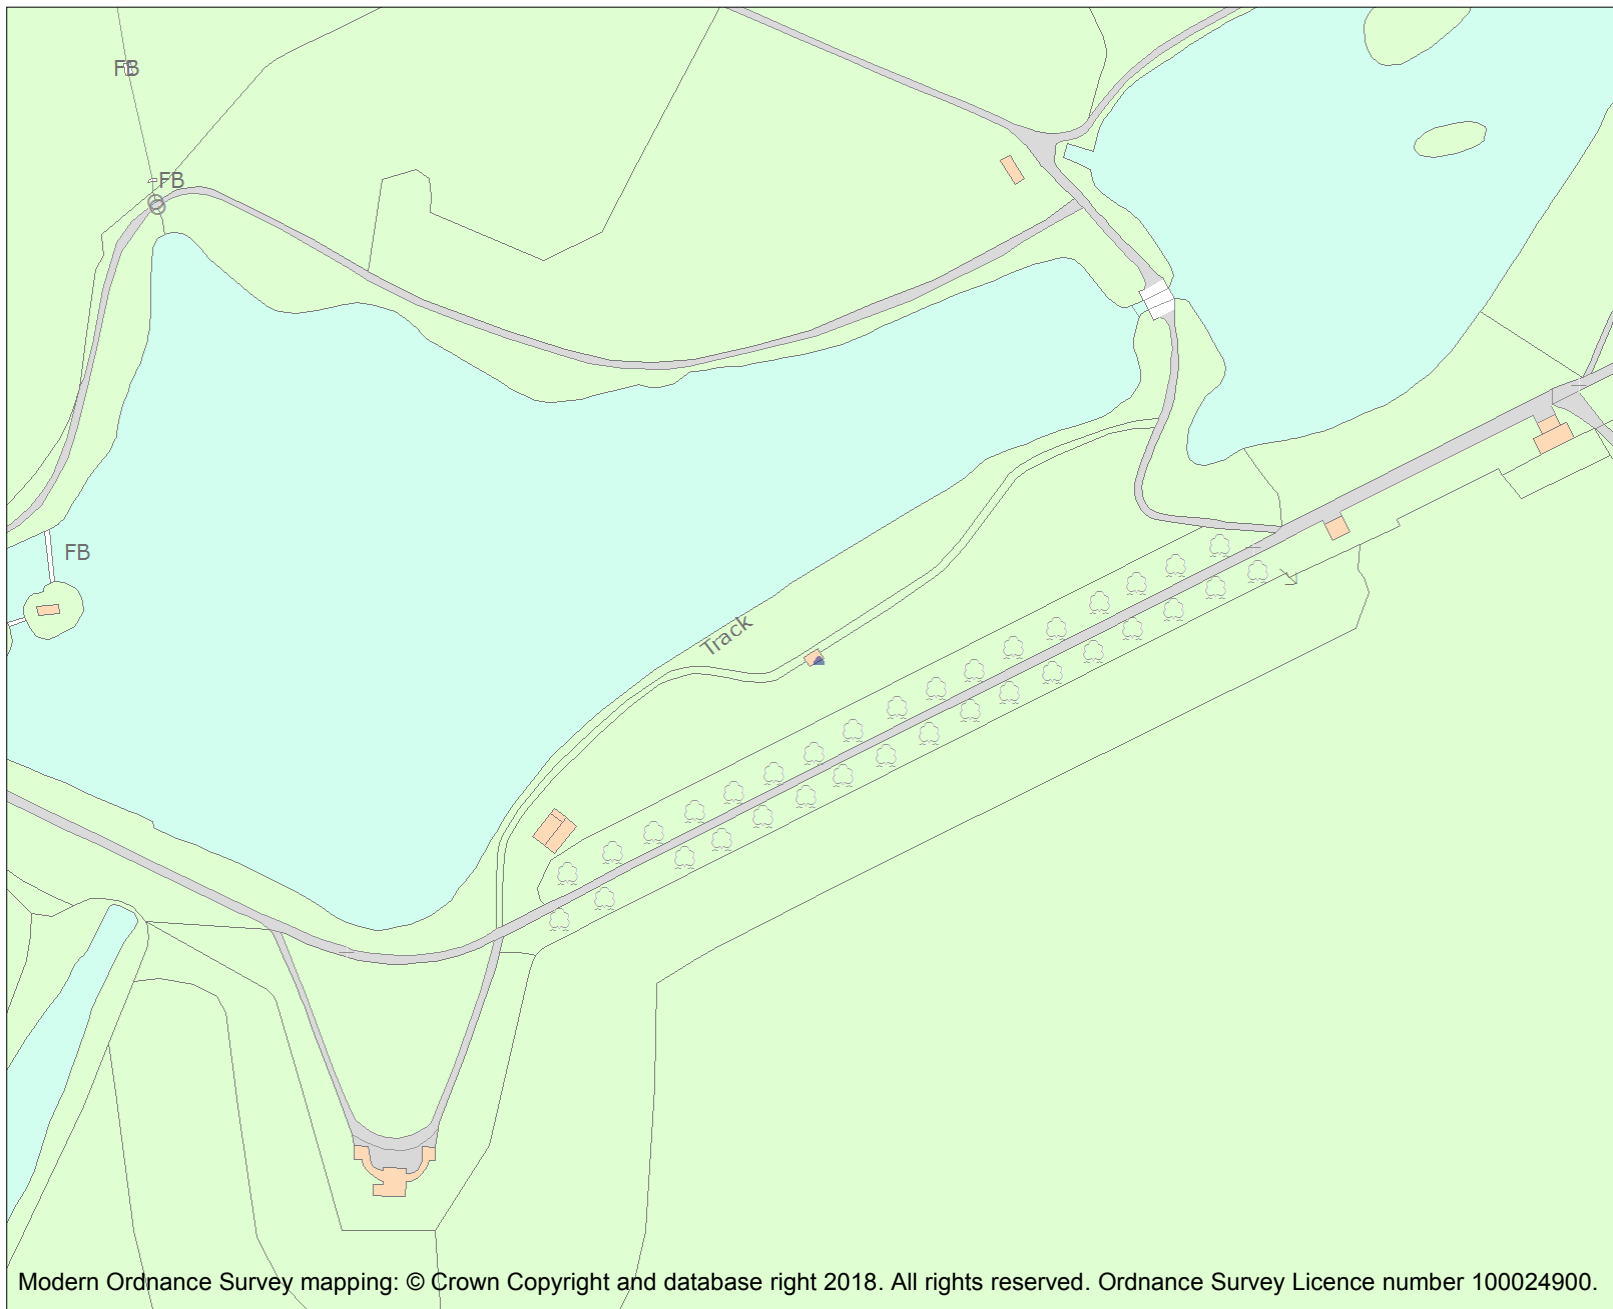 FB
FB
FB
Track
Modern Ordnance Survey mapping: © Crown Copyright and database right 2018. All rights reserved. Ordnance Survey Licence number 100024900.